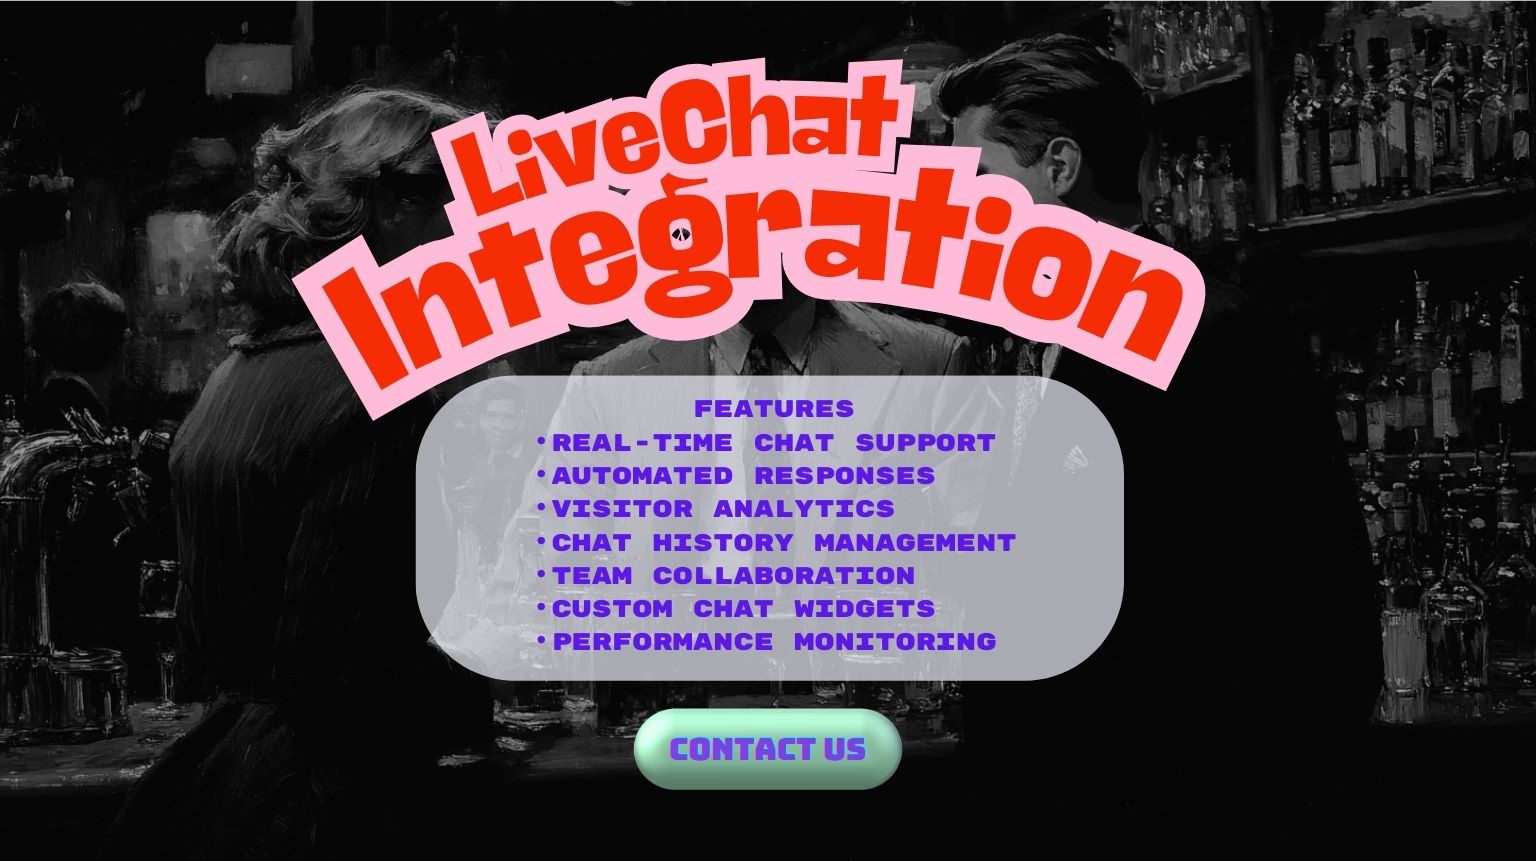 LiveChat
Integration
FEATURES
•REAL-TIME CHAT SUPPORT
•AUTOMATED RESPONSES
•VISITOR ANALYTICS
•CHAT HISTORY MANAGEMENT
•TEAM COLLABORATION
•CUSTOM CHAT WIDGETS
•PERFORMANCE MONITORING
CONTACT US